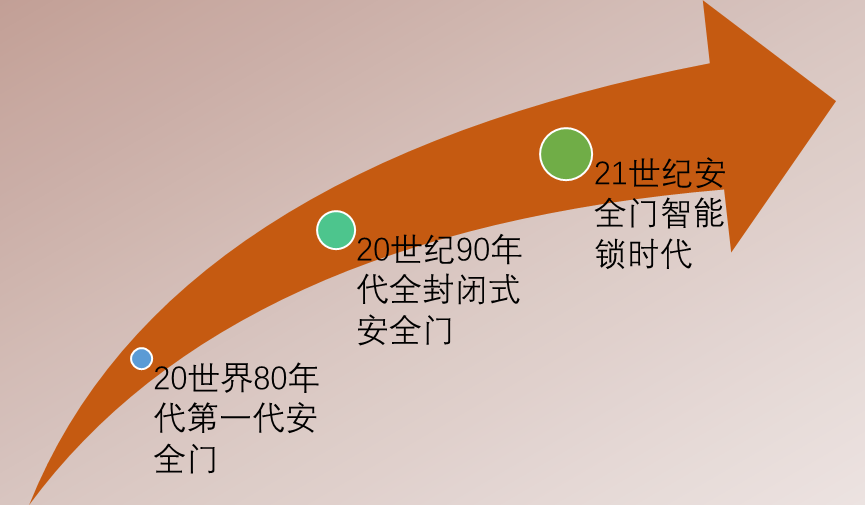 20世界80年
代第一代安
全门
20世纪90年
代全封闭式
安全门
21世纪安
全门智能
锁时代